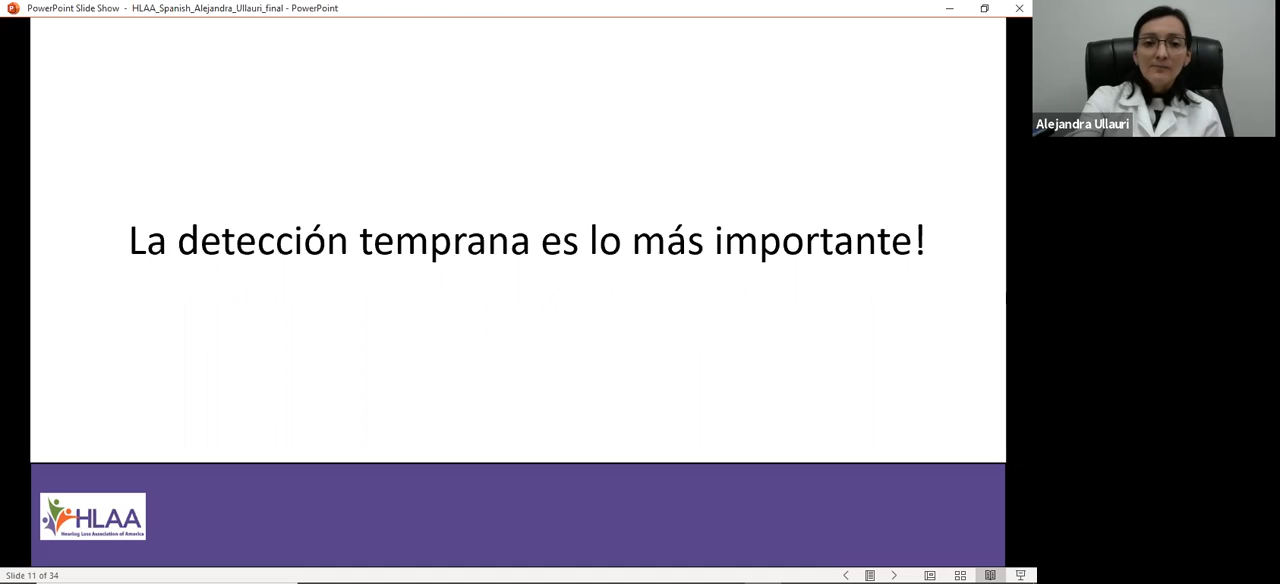 PowerPoint Slide Show - HLAA_Spanish_Alejandra_Ullauri_final - PowerPoint
Alejandra Ullauri
La detección temprana es lo más importante!
HLAA
Hearing Loss Association of America
Slide 11 of 34